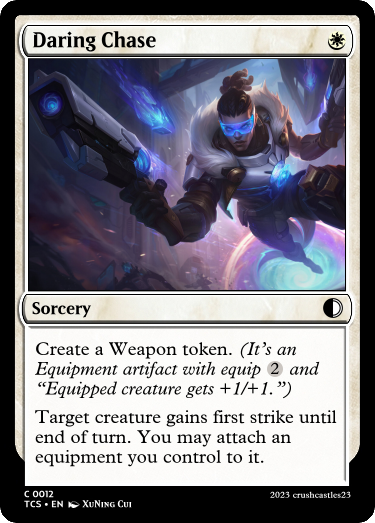 Daring Chase
Sorcery
Create a Weapon token. (It's an
Equipment artifact with equip 2 and
“Equipped creature gets +1/+1.”)
Target creature gains first strike until
end of turn. You may attach an
equipment you control to it.
C 0012
TCS • EN XuNing Cui
2023 crushcastles23